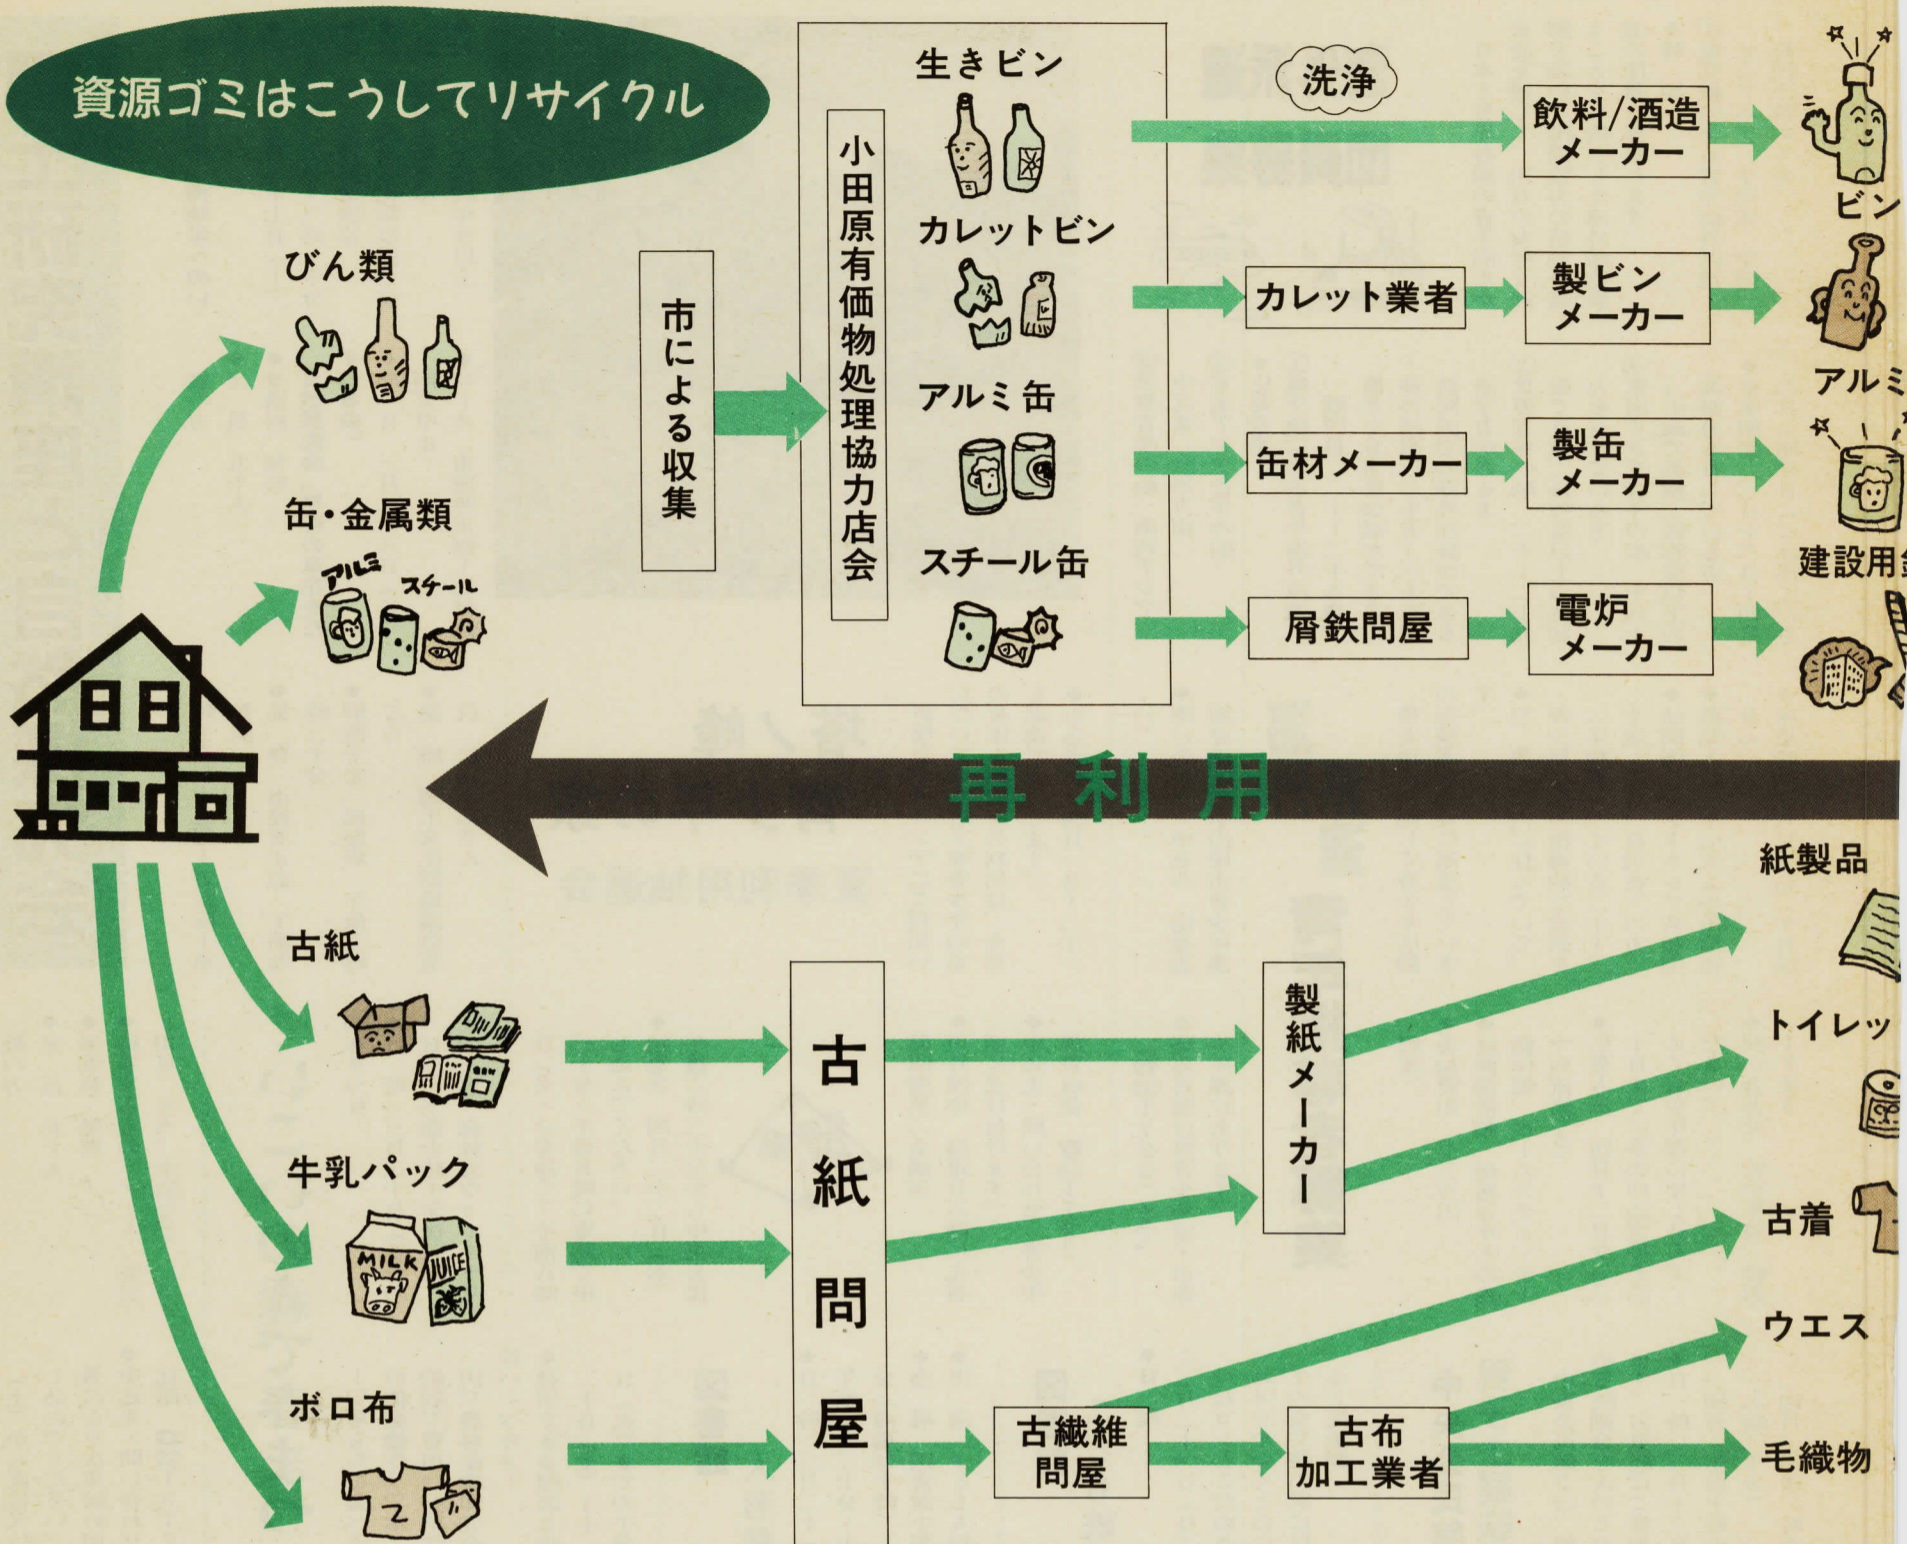 資源ゴミはこうしてリサイクル
びん類
缶・金属類
アルミ
スチール
市による収集
小田原有価物処理協力店会
生きビン
カレットビン
アルミ缶
スチール缶
洗浄
飲料/酒造
メーカー
ビン
カレット業者
製ビン
メーカー
アルミ
缶材メーカー
製缶
メーカー
建設用
屑鉄問屋
電炉
メーカー
再利用
古紙
牛乳パック
MILK
JUICE
ボロ布
古紙問屋
製紙メーカー
古繊維
問屋
古布
加工業者
紙製品
トイレッ
古着
ウエス
毛織物